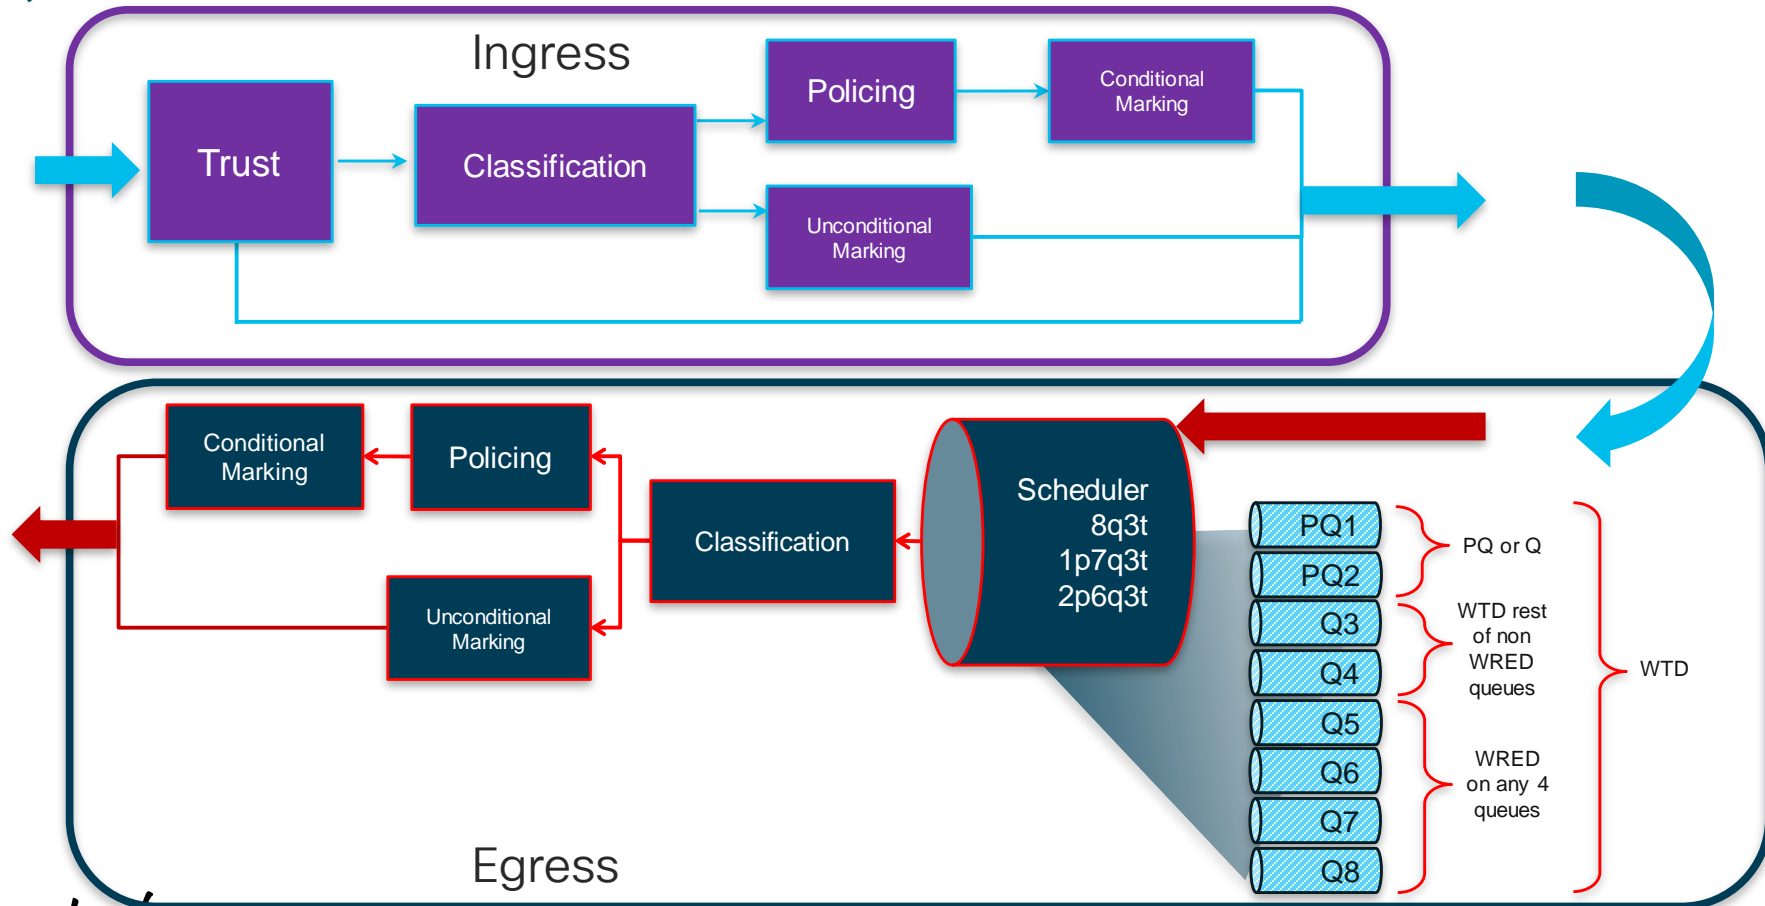 Ingress
Trust
Classification
Policing
Conditional
Marking
Unconditional
Marking
Conditional
Marking
Policing
Unconditional
Marking
Classification
Scheduler
8q3t
1p7q3t
2p6q3t
PQ1
PQ2
Q3
Q4
Q5
Q6
Q7
Q8
PQ or Q
WTD rest
of non
WRED
queues
WRED
on any 4
queues
WTD
Egress